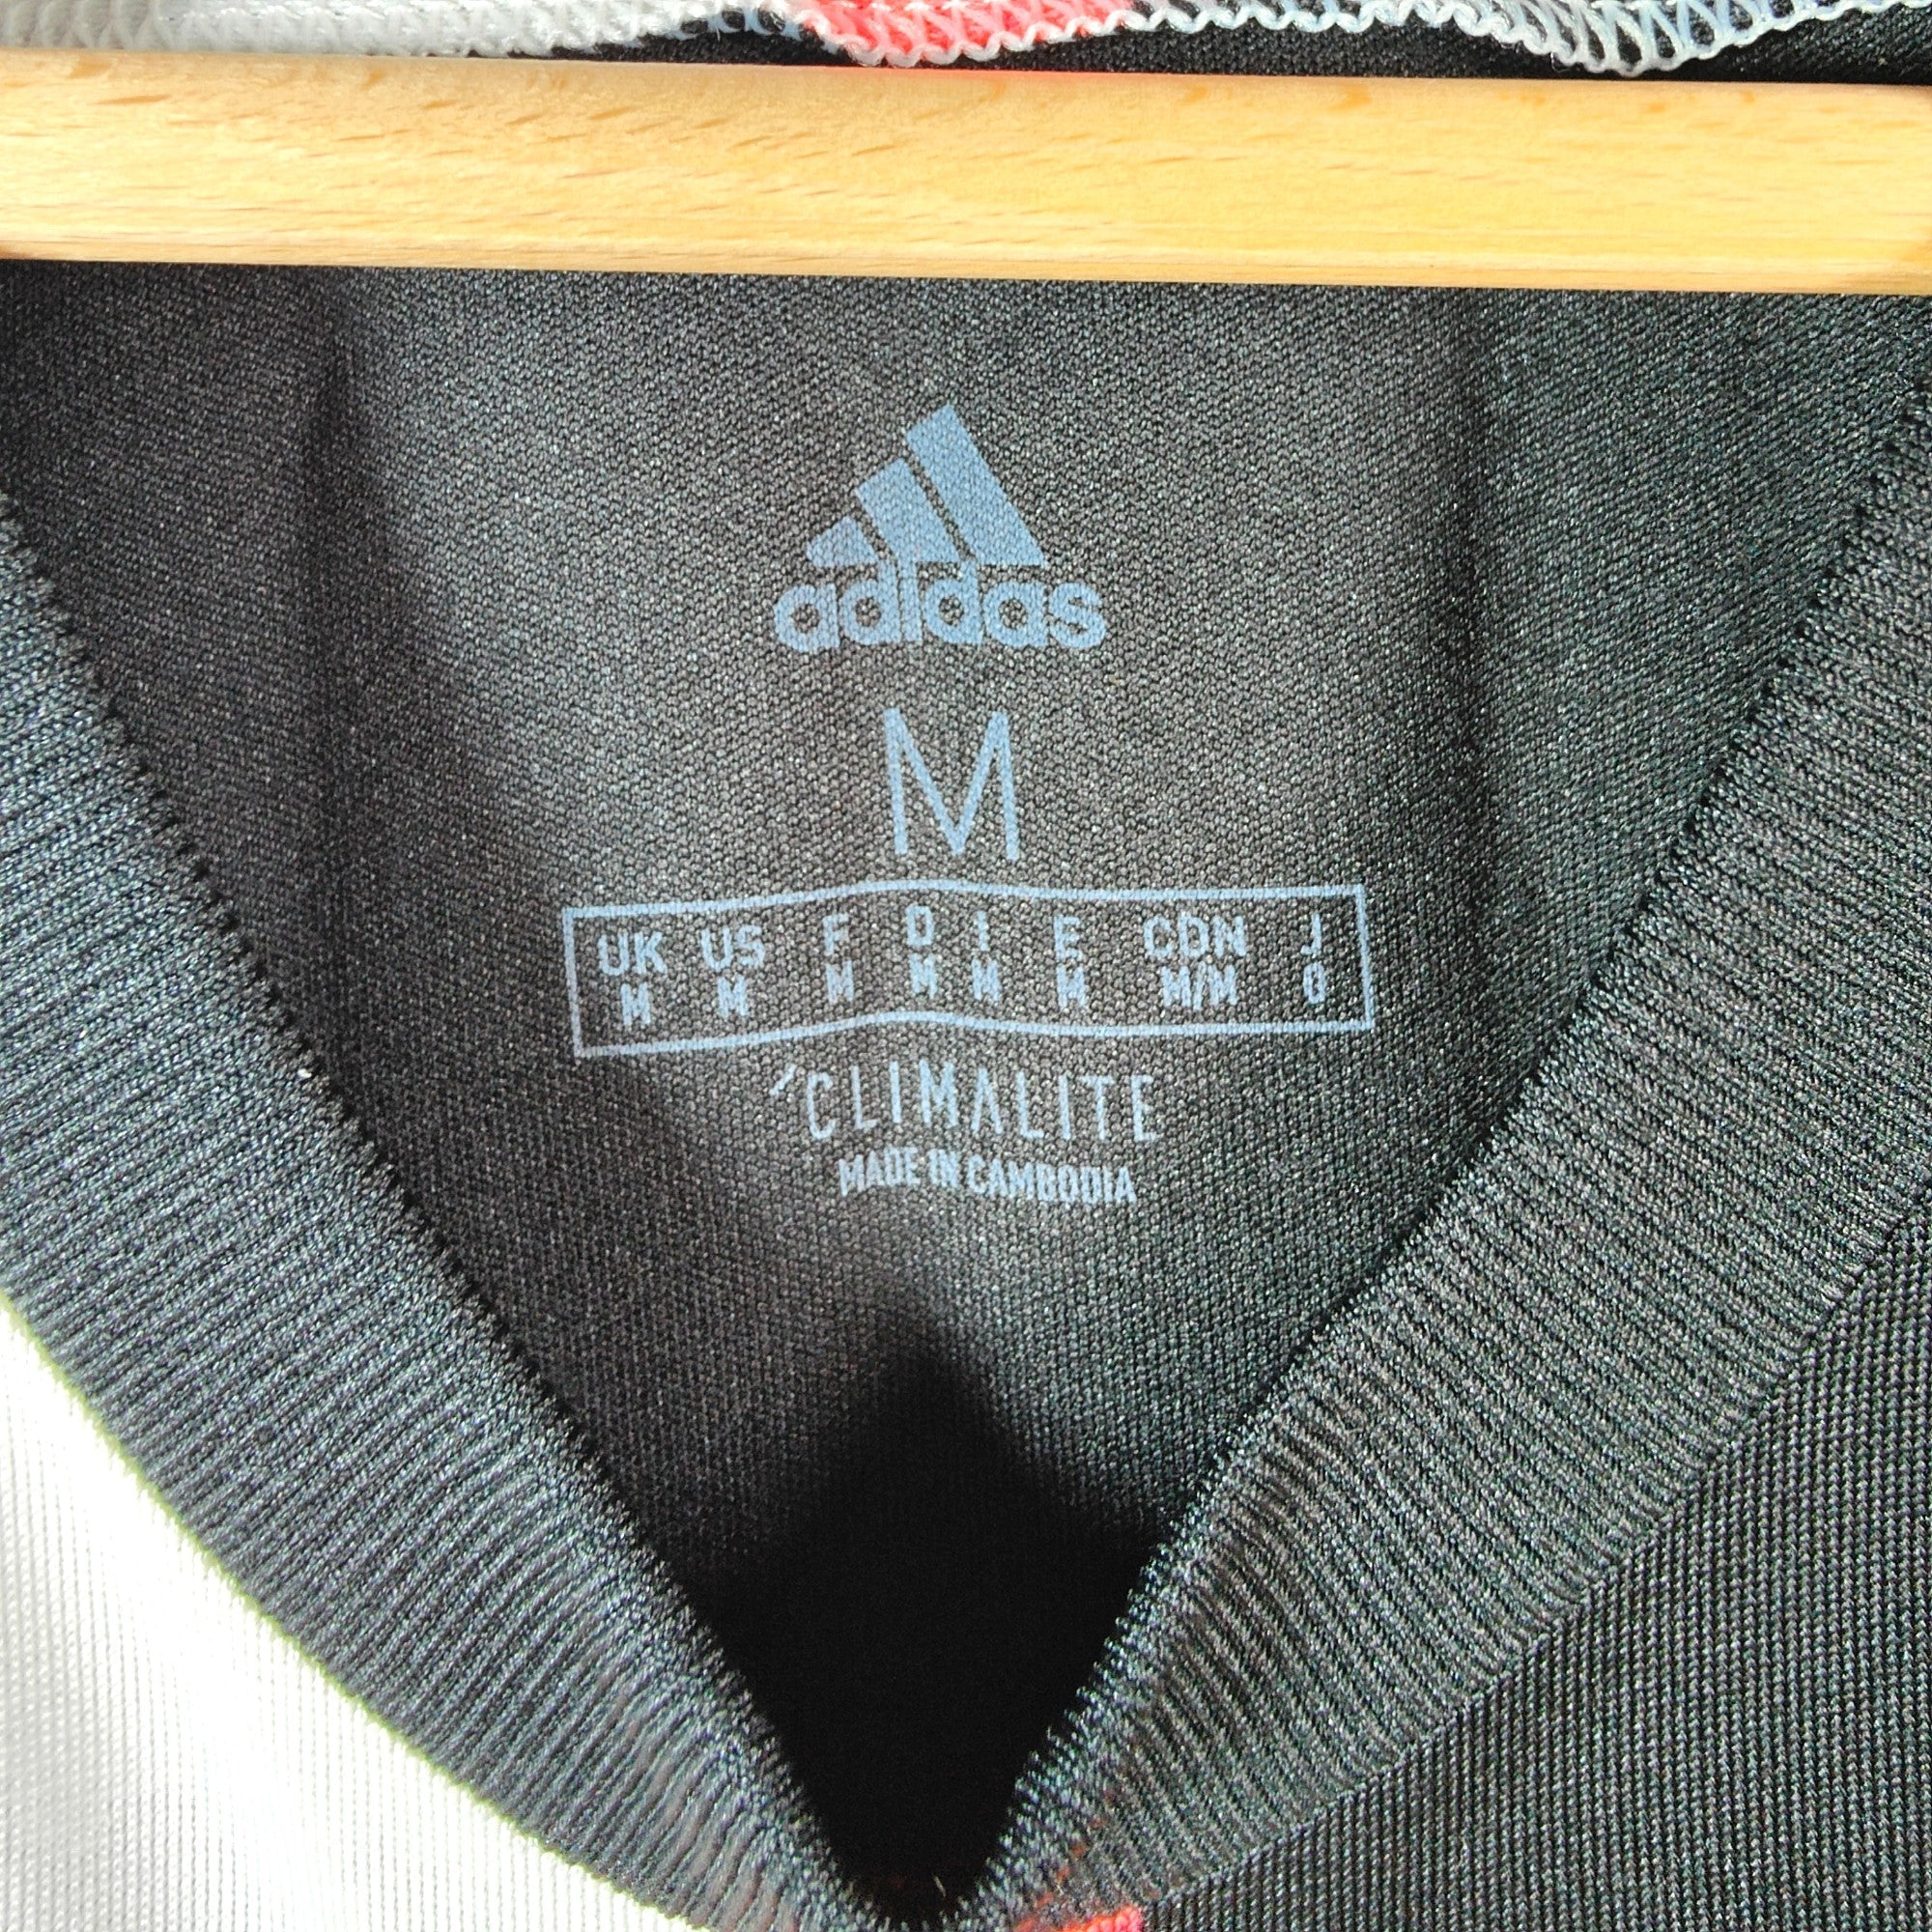 adidas
M
UK US F D I E CDN J
M M M M M M M/M O
CLIMALITE
MADE IN CAMBODIA